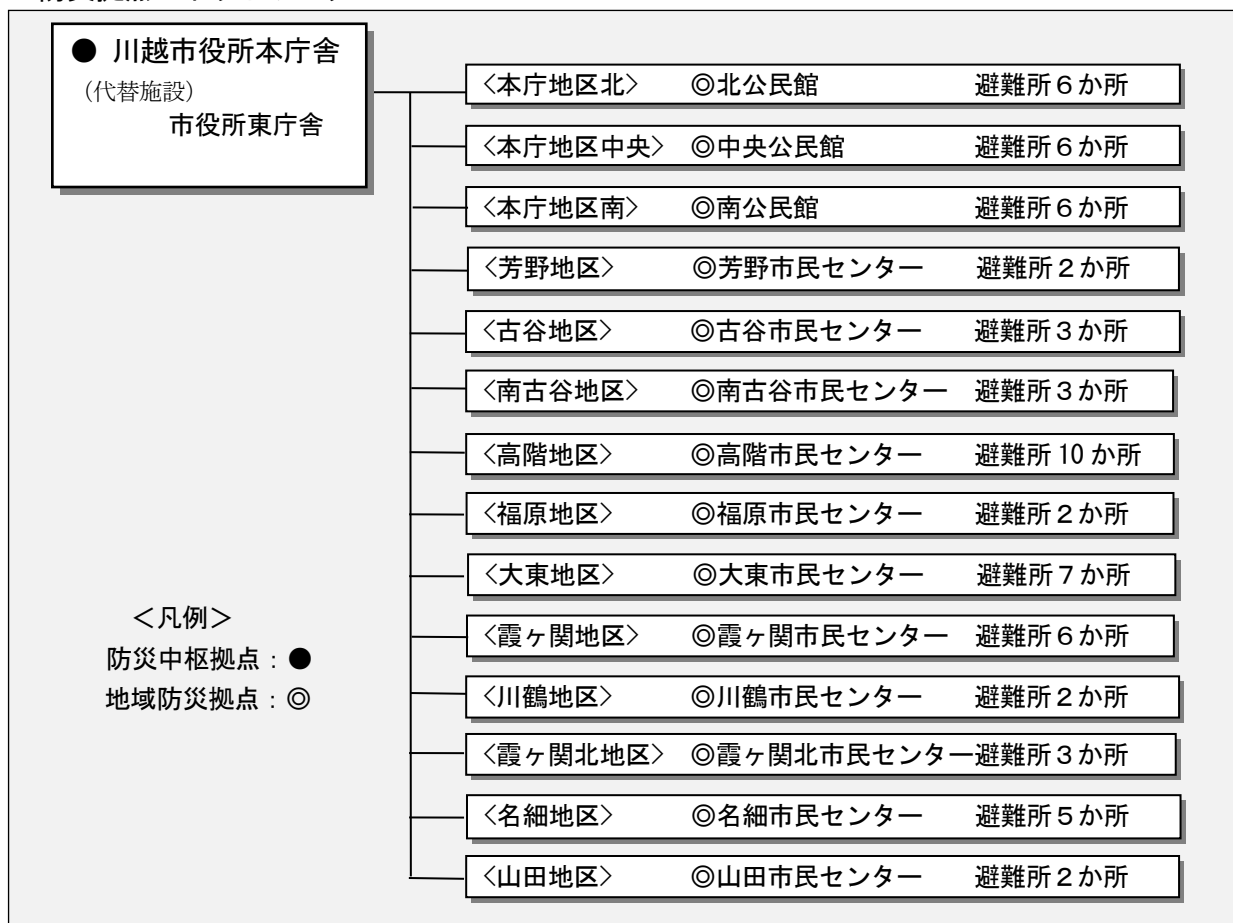 ● 川越市役所本庁舎
（代替施設）
市役所東庁舎
〈本庁地区北〉 ◎北公民館 避難所６か所
〈本庁地区中央〉 ◎中央公民館 避難所６か所
〈本庁地区南〉 ◎南公民館 避難所６か所
〈芳野地区〉 ◎芳野市民センター 避難所２か所
〈古谷地区〉 ◎古谷市民センター 避難所３か所
〈南古谷地区〉 ◎南古谷市民センター 避難所３か所
〈高階地区〉 ◎高階市民センター 避難所 10 か所
〈福原地区〉 ◎福原市民センター 避難所２か所
〈大東地区〉 ◎大東市民センター 避難所７か所
〈霞ヶ関地区〉 ◎霞ヶ関市民センター 避難所６か所
〈川鶴地区〉 ◎川鶴市民センター 避難所２か所
〈霞ヶ関北地区〉 ◎霞ヶ関北市民センター避難所３か所
〈名細地区〉 ◎名細市民センター 避難所５か所
〈山田地区〉 ◎山田市民センター 避難所２か所
＜凡例＞
防災中枢拠点：●
地域防災拠点：◎